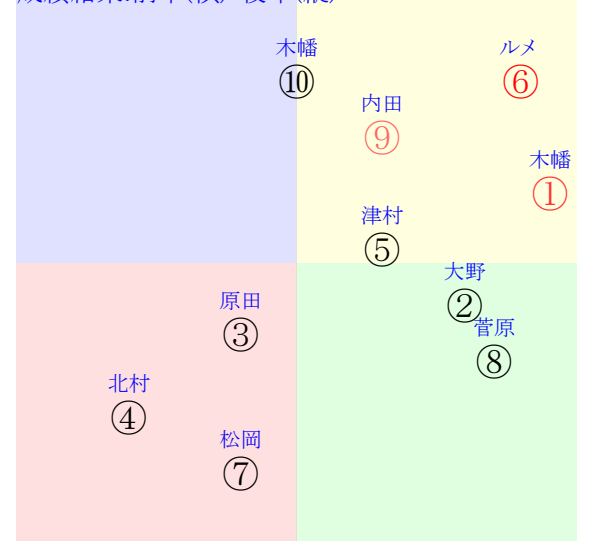 木幡
⑩
ルメ
⑥
内田
⑨
木幡
①
津村
⑤
大野
②
原田
③
菅原
⑧
北村
④
松岡
⑦